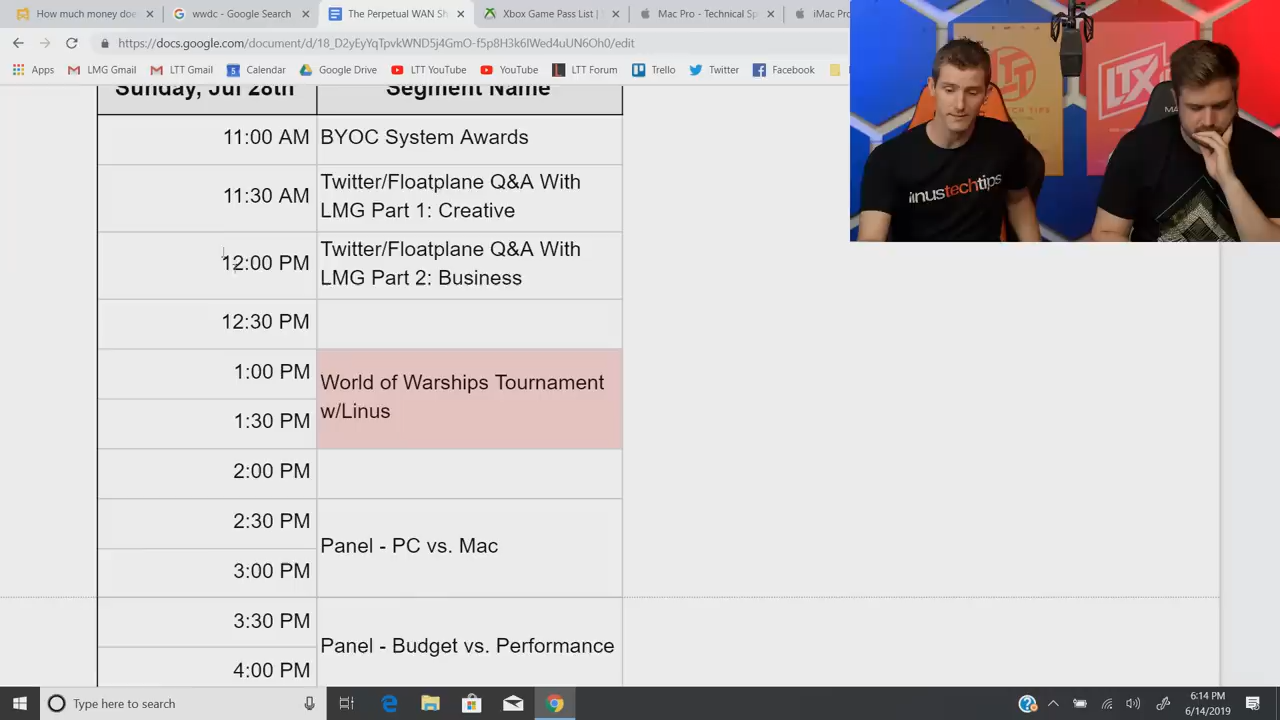 How much money doe
wwdc - Google Search
The Perpetual WAN Sh
Xbox Game Pass List |
Mac Pro - Technical Sp
iMac Pro
https://docs.google.com/document/d/18_D2yEyYqTpvkWND5j4GmO-f5p8H3k6IWed4uUN6Oh0/edit
Apps
LMG Gmail
LTT Gmail
Calendar
Google Drive
LTT YouTube
YouTube
LTT Forum
Trello
Twitter
Facebook
Sunday, Jul 28th
Segment Name
11:00 AM
BYOC System Awards
11:30 AM
Twitter/Floatplane Q&A With
LMG Part 1: Creative
12:00 PM
Twitter/Floatplane Q&A With
LMG Part 2: Business
12:30 PM
1:00 PM
World of Warships Tournament
w/Linus
1:30 PM
2:00 PM
2:30 PM
Panel - PC vs. Mac
3:00 PM
3:30 PM
Panel - Budget vs. Performance
4:00 PM
linustechtips
LTX
Type here to search
6:14 PM
6/14/2019